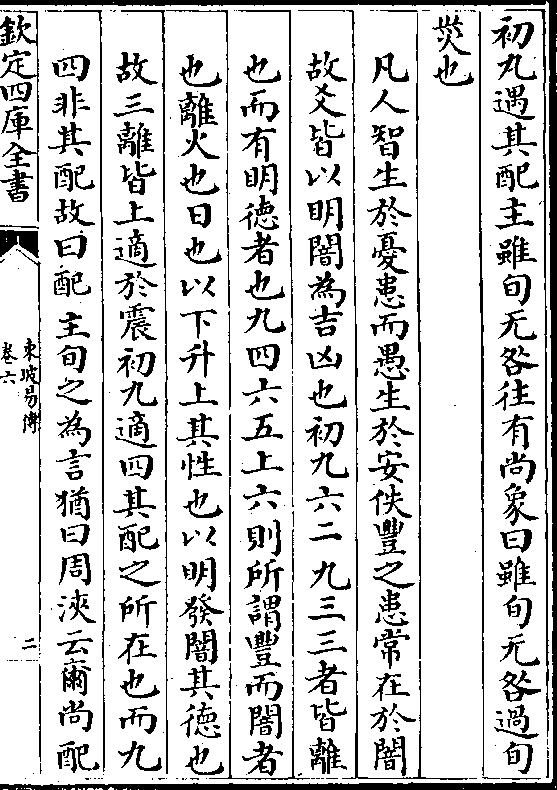 初九遇其配主雖旬无咎往有尚象曰雖旬无咎過旬
災也
凡人智生於憂患而愚生於安佚豐之患常在於闇
故爻皆以明闇為吉凶也初九六二九三三者皆離
也而有明德者也九四六五上六則所謂豐而闇者
也離火也日也以下升上其性也以明發闇其德也
故三離皆上適於震初九適四其配之所在也而九
四非其配故曰配主旬之為言猶曰周浹云爾尚配
欽定四庫全書
東坡易傳
卷六
二